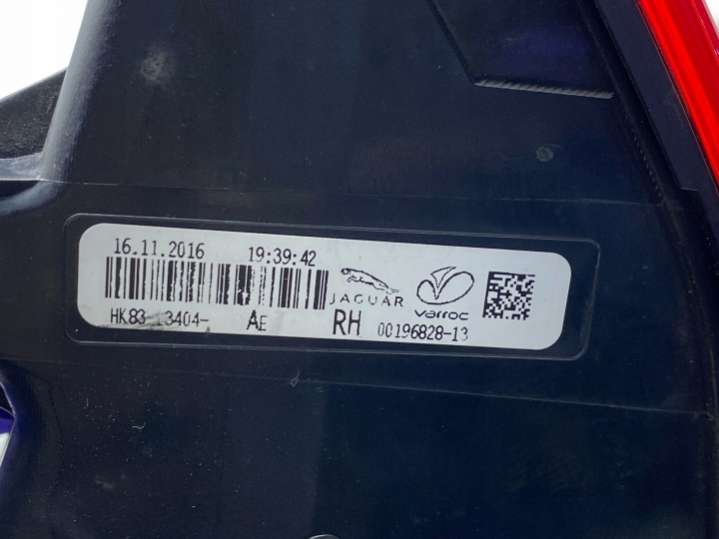 16.11.2016 19:39:42
JAGUAR varroc
HK83-13404- AE RH 00196828-13